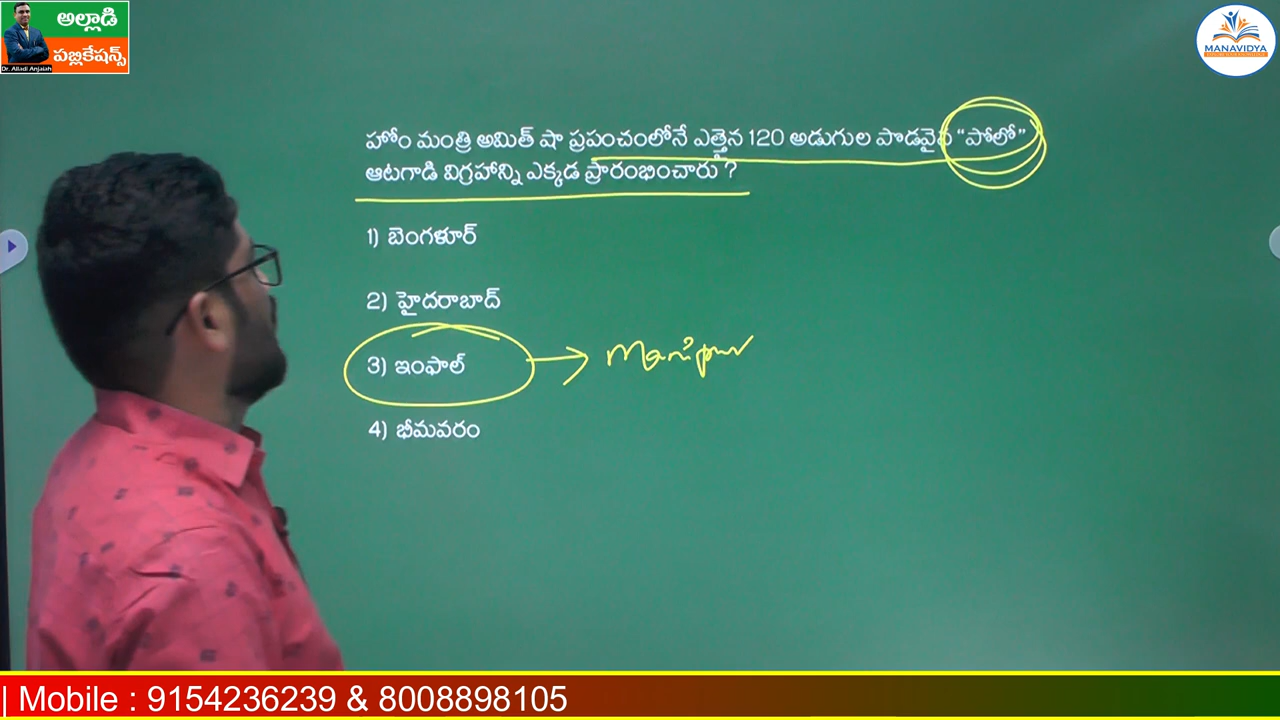 అల్లాడి
పబ్లికేషన్స్
Dr. Alladi Anjaiah
MANAVIDYA
హోం మంత్రి అమిత్ షా ప్రపంచంలోనే ఎత్తైన 120 అడుగుల పొడవైన “పోలో”
ఆటగాడి విగ్రహాన్ని ఎక్కడ ప్రారంభించారు ?
1) బెంగళూర్
2) హైదరాబాద్
3) ఇంఫాల్ → Manipur
4) భీమవరం
| Mobile : 9154236239 & 8008898105